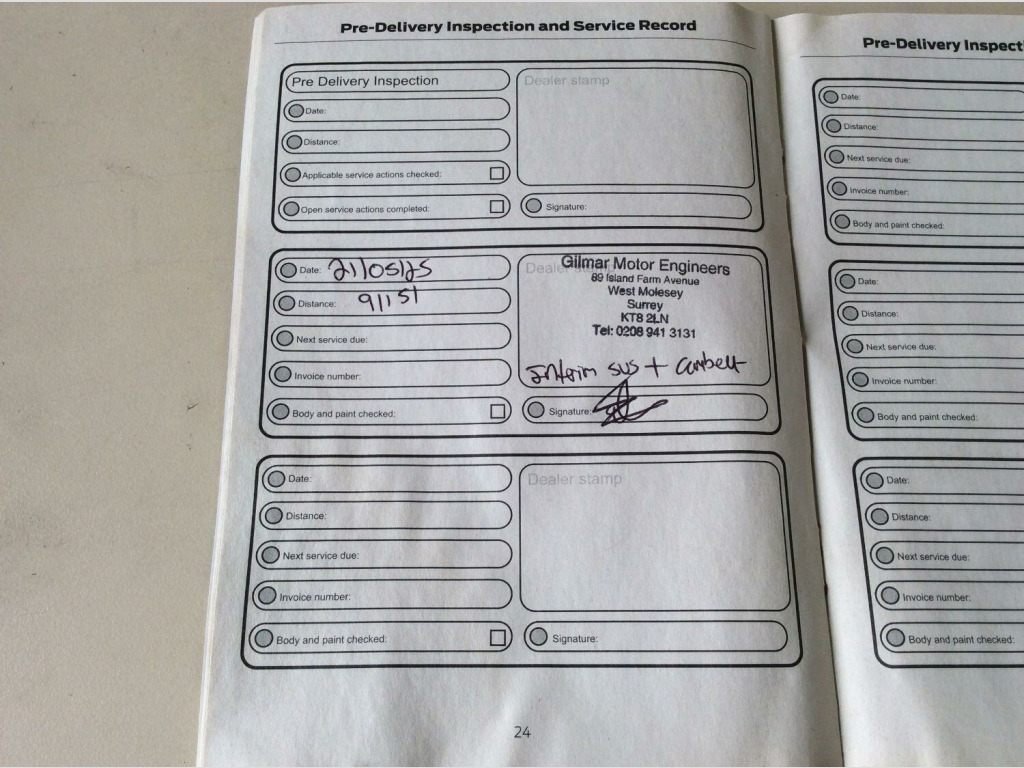 Pre-Delivery Inspection and Service Record
Pre Delivery Inspection
Dealer stamp
Date:
Distance:
Applicable service actions checked:
Open service actions completed:
Signature:
Date: 21/05/25
Distance: 91151
Next service due:
Invoice number:
Body and paint checked:
Dealer stamp
Gilmar Motor Engineers
89 Island Farm Avenue
West Molesey
Surrey
KT8 2LN
Tel: 0208 941 3131
Interim sus + cambelt
Signature:
Date:
Distance:
Next service due:
Invoice number:
Body and paint checked:
Dealer stamp
Signature:
24
Pre-Delivery Inspecti
Date:
Distance:
Next service due:
Invoice number:
Body and paint checked:
Date:
Distance:
Next service due:
Invoice number:
Body and paint checked:
Date:
Distance:
Next service due:
Invoice number:
Body and paint checked: